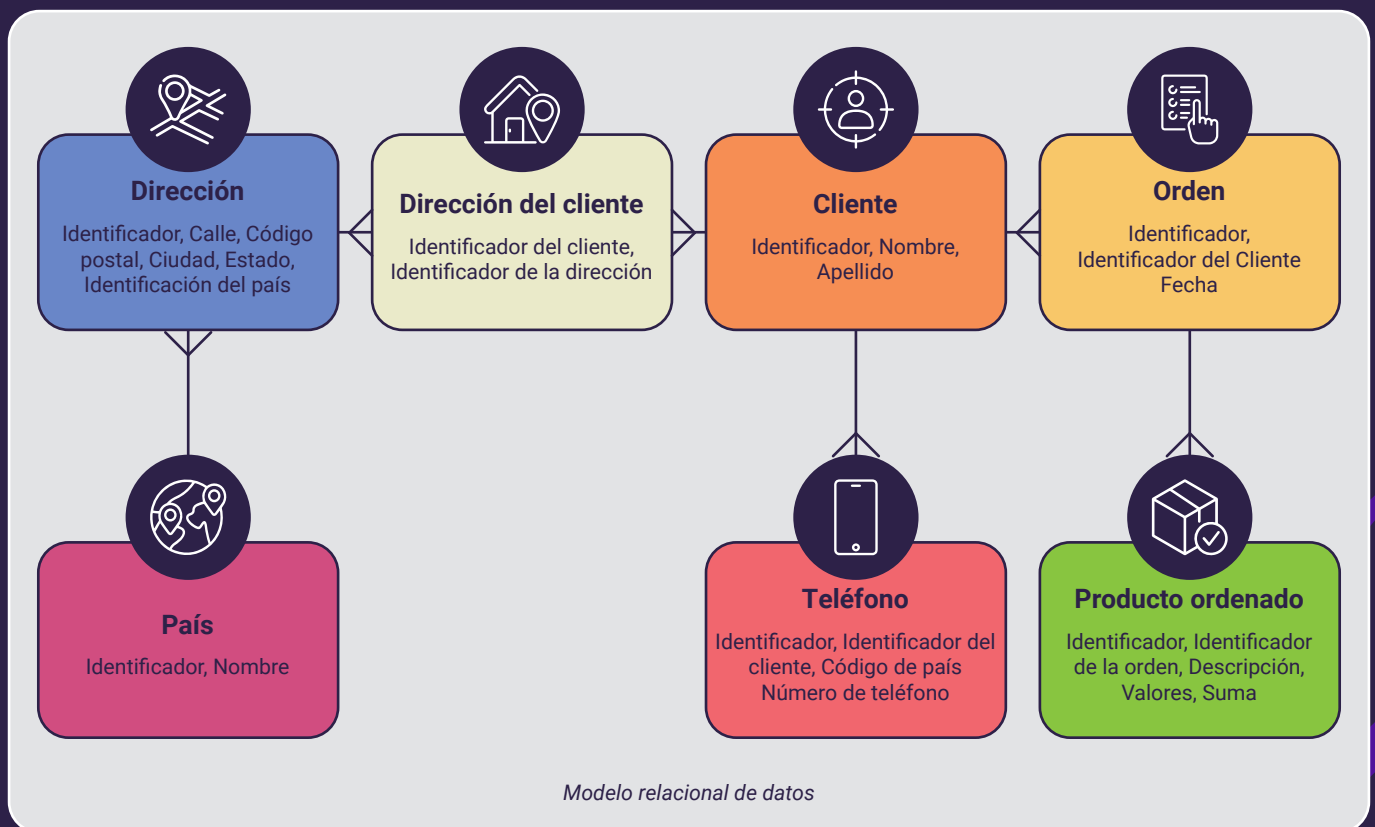 Dirección
Identificador, Calle, Código
postal, Ciudad, Estado,
Identificación del país
Dirección del cliente
Identificador del cliente,
Identificador de la dirección
Cliente
Identificador, Nombre,
Apellido
Orden
Identificador,
Identificador del Cliente
Fecha
País
Identificador, Nombre
Teléfono
Identificador, Identificador del
cliente, Código de país
Número de teléfono
Producto ordenado
Identificador, Identificador
de la orden, Descripción,
Valores, Suma
Modelo relacional de datos